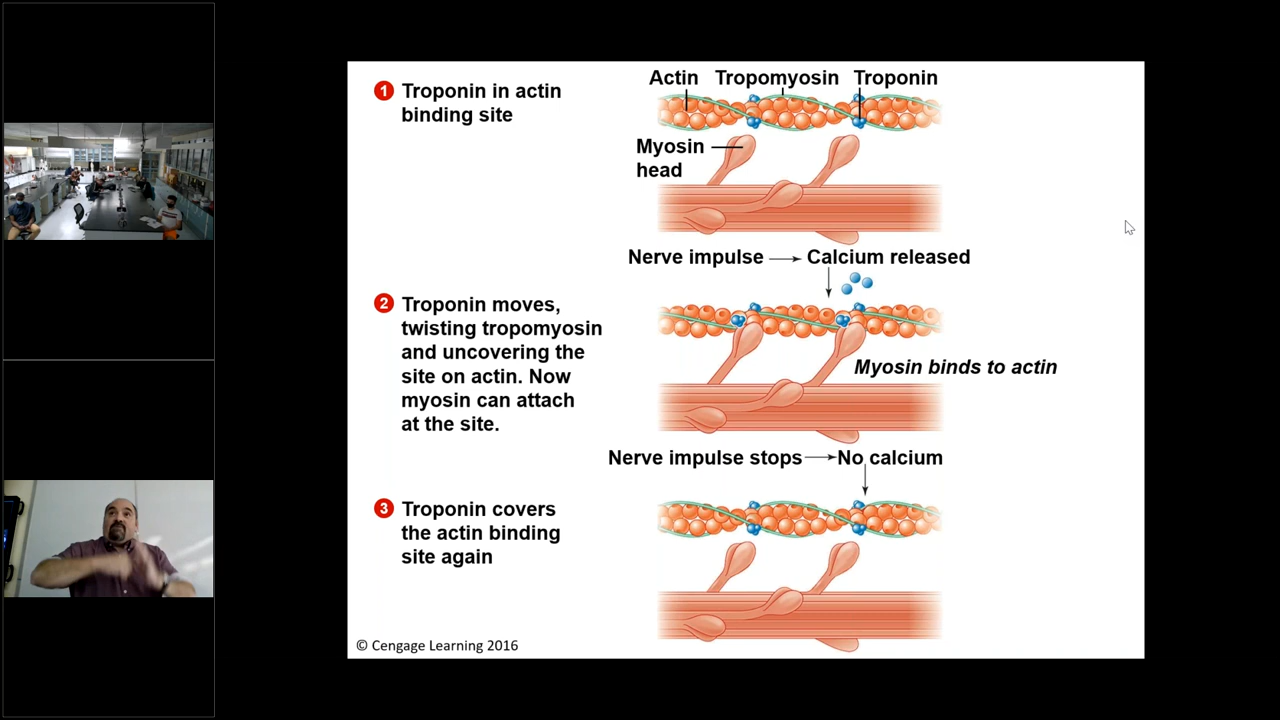 Actin Tropomyosin Troponin
1 Troponin in actin
binding site
Myosin
head
Nerve impulse → Calcium released
2 Troponin moves,
twisting tropomyosin
and uncovering the
site on actin. Now
myosin can attach
at the site.
Myosin binds to actin
Nerve impulse stops → No calcium
3 Troponin covers
the actin binding
site again
© Cengage Learning 2016